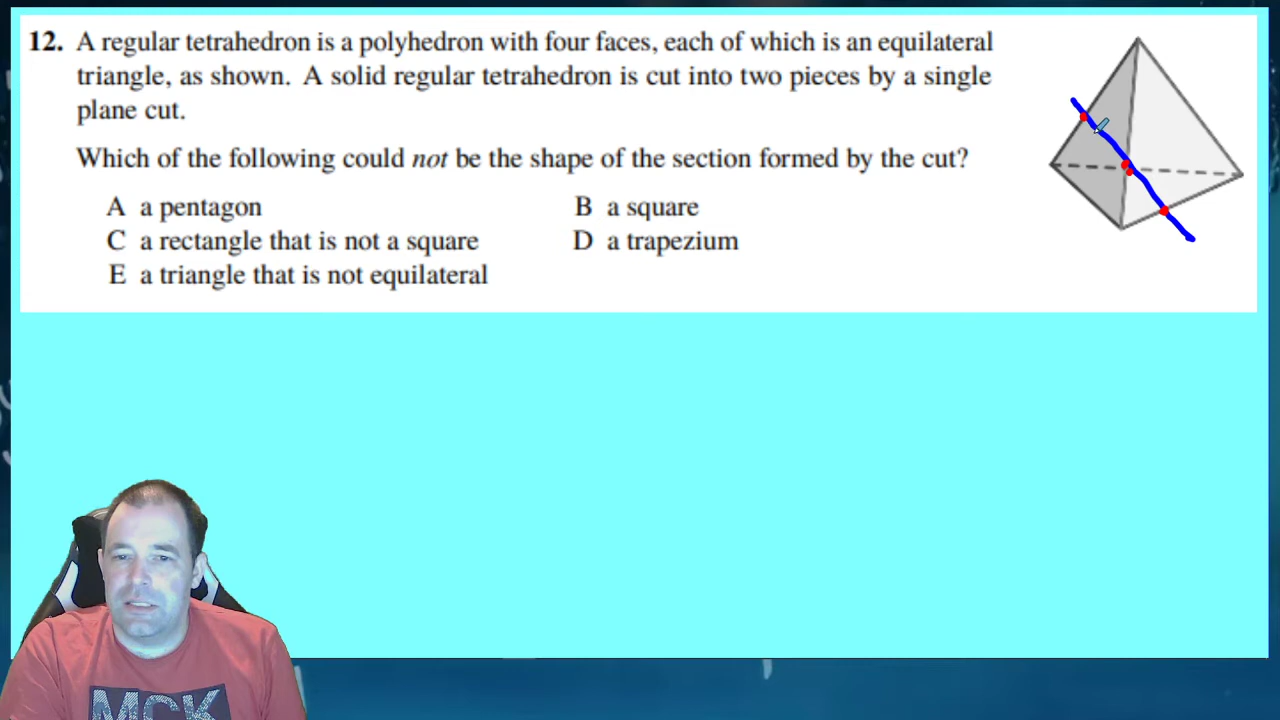 12. A regular tetrahedron is a polyhedron with four faces, each of which is an equilateral
triangle, as shown. A solid regular tetrahedron is cut into two pieces by a single
plane cut.
Which of the following could not be the shape of the section formed by the cut?
A a pentagon B a square
C a rectangle that is not a square D a trapezium
E a triangle that is not equilateral
MCK